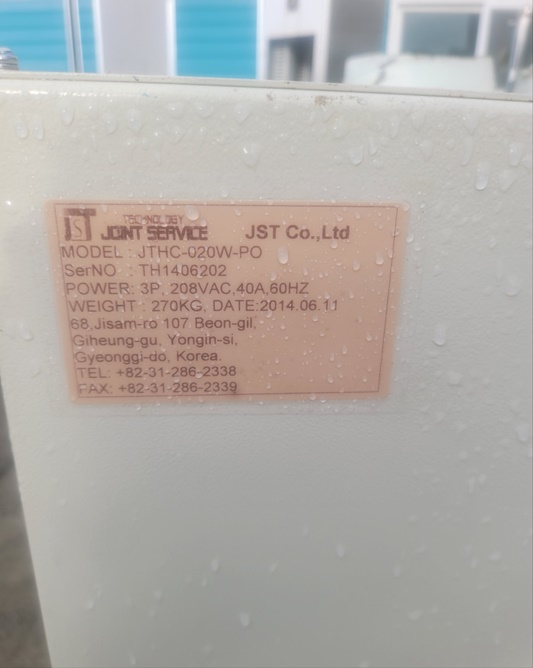 JST TECHNOLOGY
JOINT SERVICE JST Co.,Ltd
MODEL : JTHC-020W-PO
SerNO : TH1406202
POWER: 3P, 208VAC,40A,60HZ
WEIGHT : 270KG, DATE:2014.06.11
68,Jisam-ro 107 Beon-gil,
Giheung-gu, Yongin-si,
Gyeonggi-do, Korea.
TEL: +82-31-286-2338
FAX: +82-31-286-2339